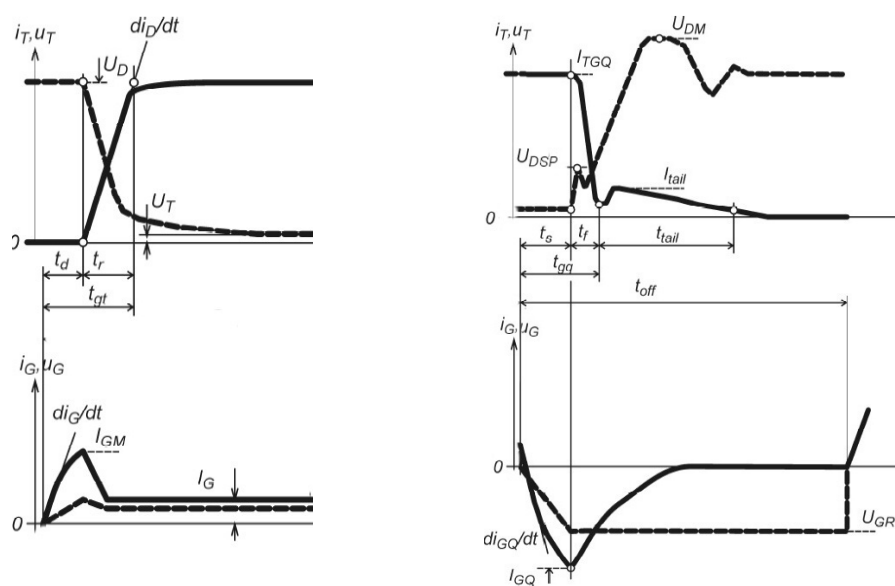 i_T,u_T
di_D/dt
U_D
U_T
0
t_d
t_r
t_gt
i_G,u_G
di_G/dt
I_GM
I_G
0
i_T,u_T
U_DM
I_TGQ
U_DSP
I_tail
0
t_s
t_f
t_tail
t_gq
t_off
i_G,u_G
0
di_GQ/dt
U_GR
I_GQ